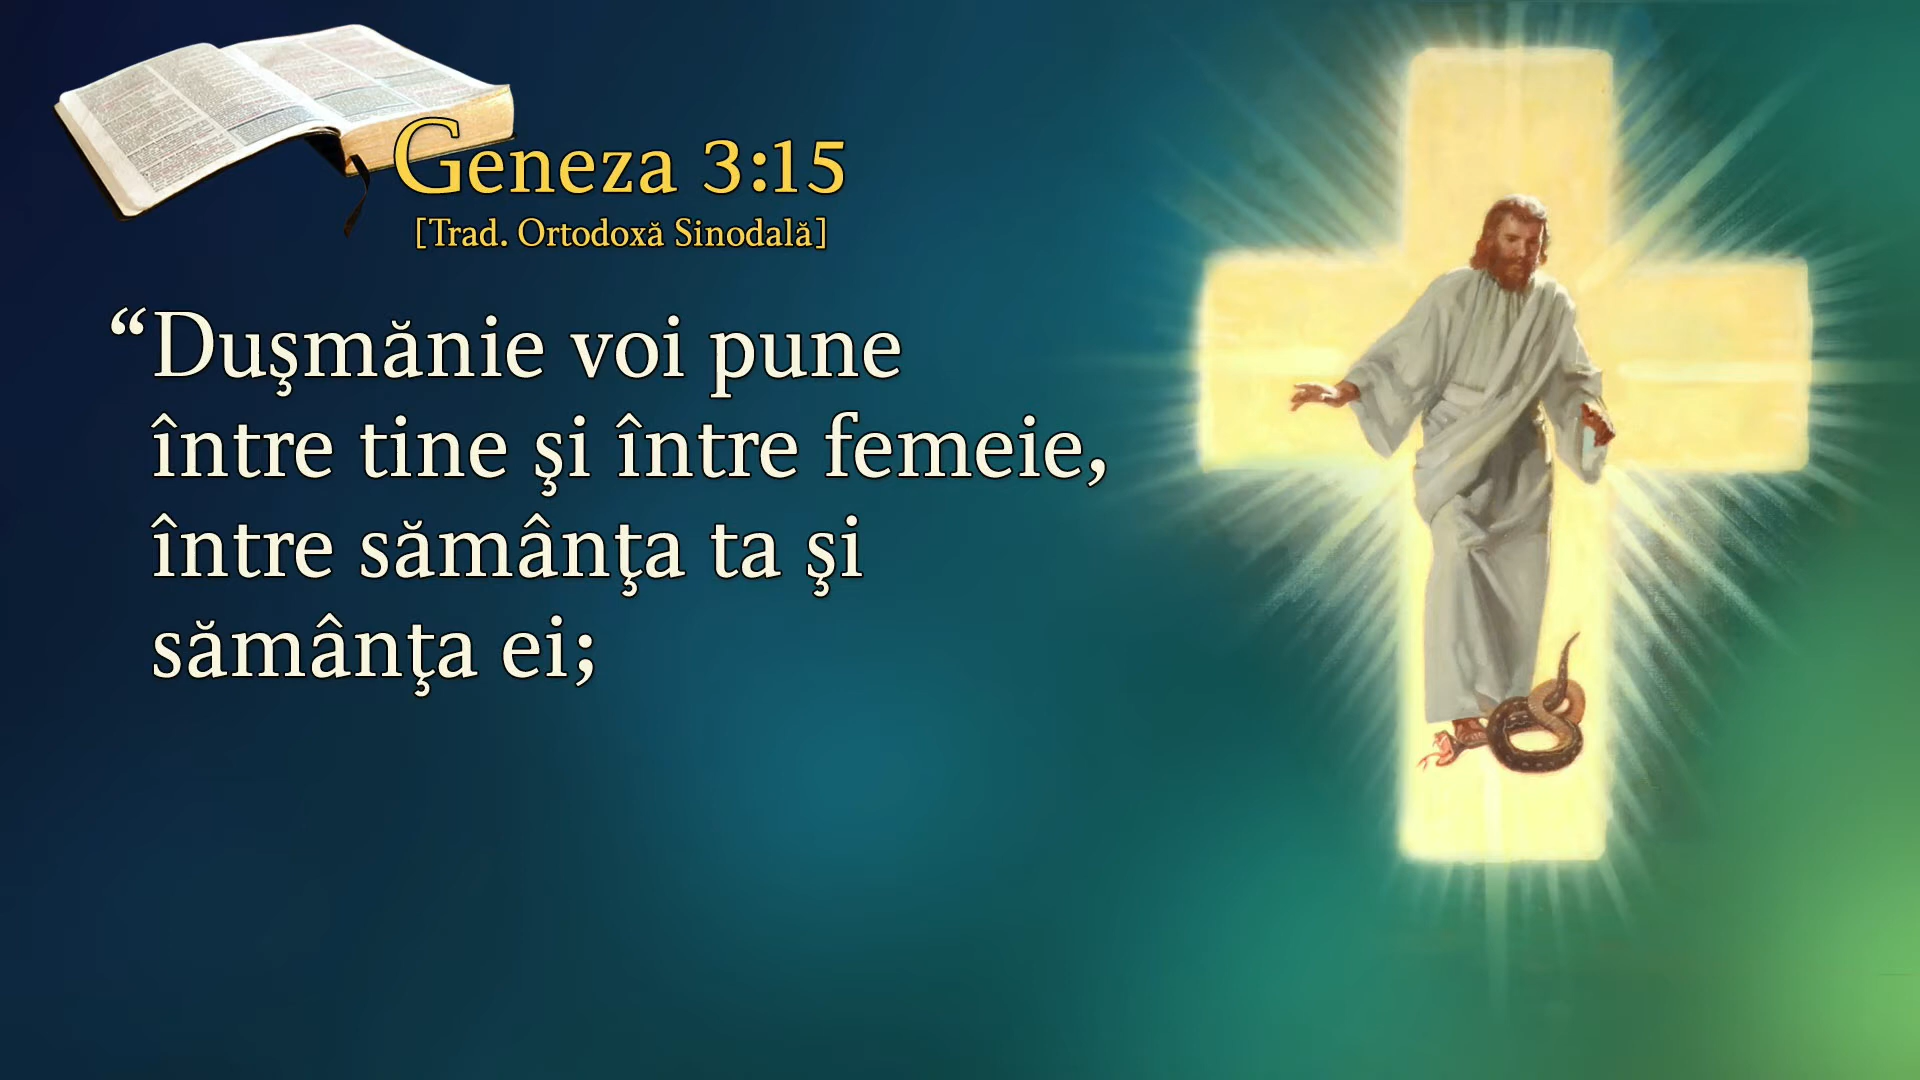 Geneza 3:15
[Trad. Ortodoxă Sinodală]
“Duşmănie voi pune
între tine şi între femeie,
între sămânţa ta şi
sămânţa ei;